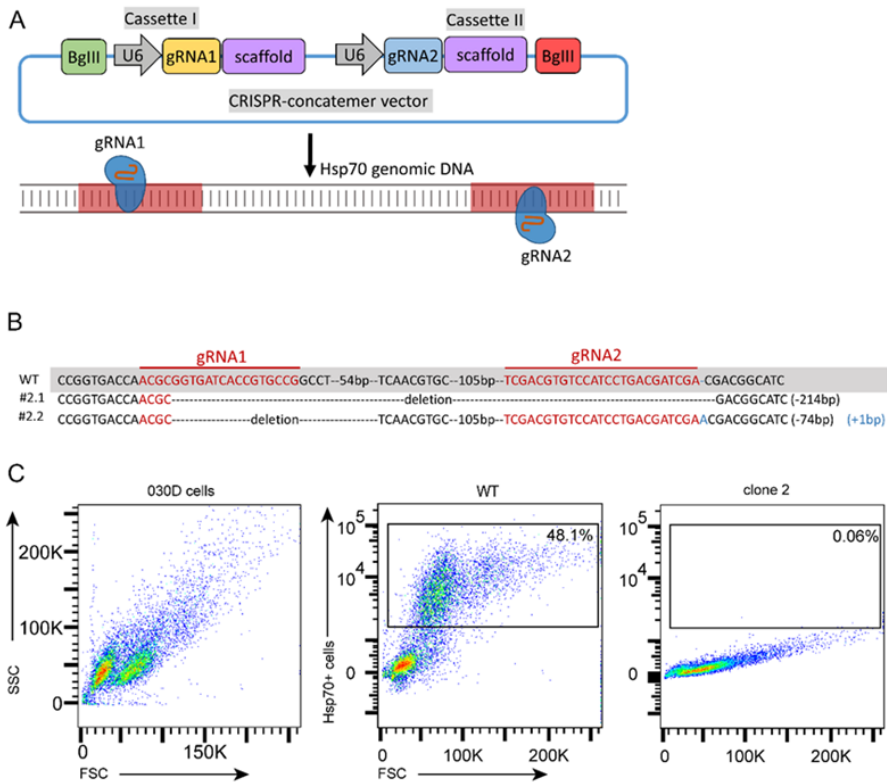 A
Cassette I
Cassette II
BglII U6 gRNA1 scaffold U6 gRNA2 scaffold BglII
CRISPR-concatemer vector
gRNA1
Hsp70 genomic DNA
gRNA2
B
gRNA1 gRNA2
WT CCGGTGACCAACGCGGTGATCACCGTGCCGGCCT--54bp---TCAACGTGC--105bp--TCGACGTGTCCATCCTGACGATCGA-CGACGGCATC
#2.1 CCGGTGACCAACGC---deletion---GACGGCATC (-214bp)
#2.2 CCGGTGACCAACGC---deletion---TCAACGTGC--105bp--TCGACGTGTCCATCCTGACGATCGAACGACGGCATC (-74bp) (+1bp)
C
030D cells
SSC
200K
100K
0
0 150K
FSC
WT
Hsp70+ cells
48.1%
10^5
10^4
0
0 100K 200K
FSC
clone 2
0.06%
10^5
10^4
0
0 100K 200K